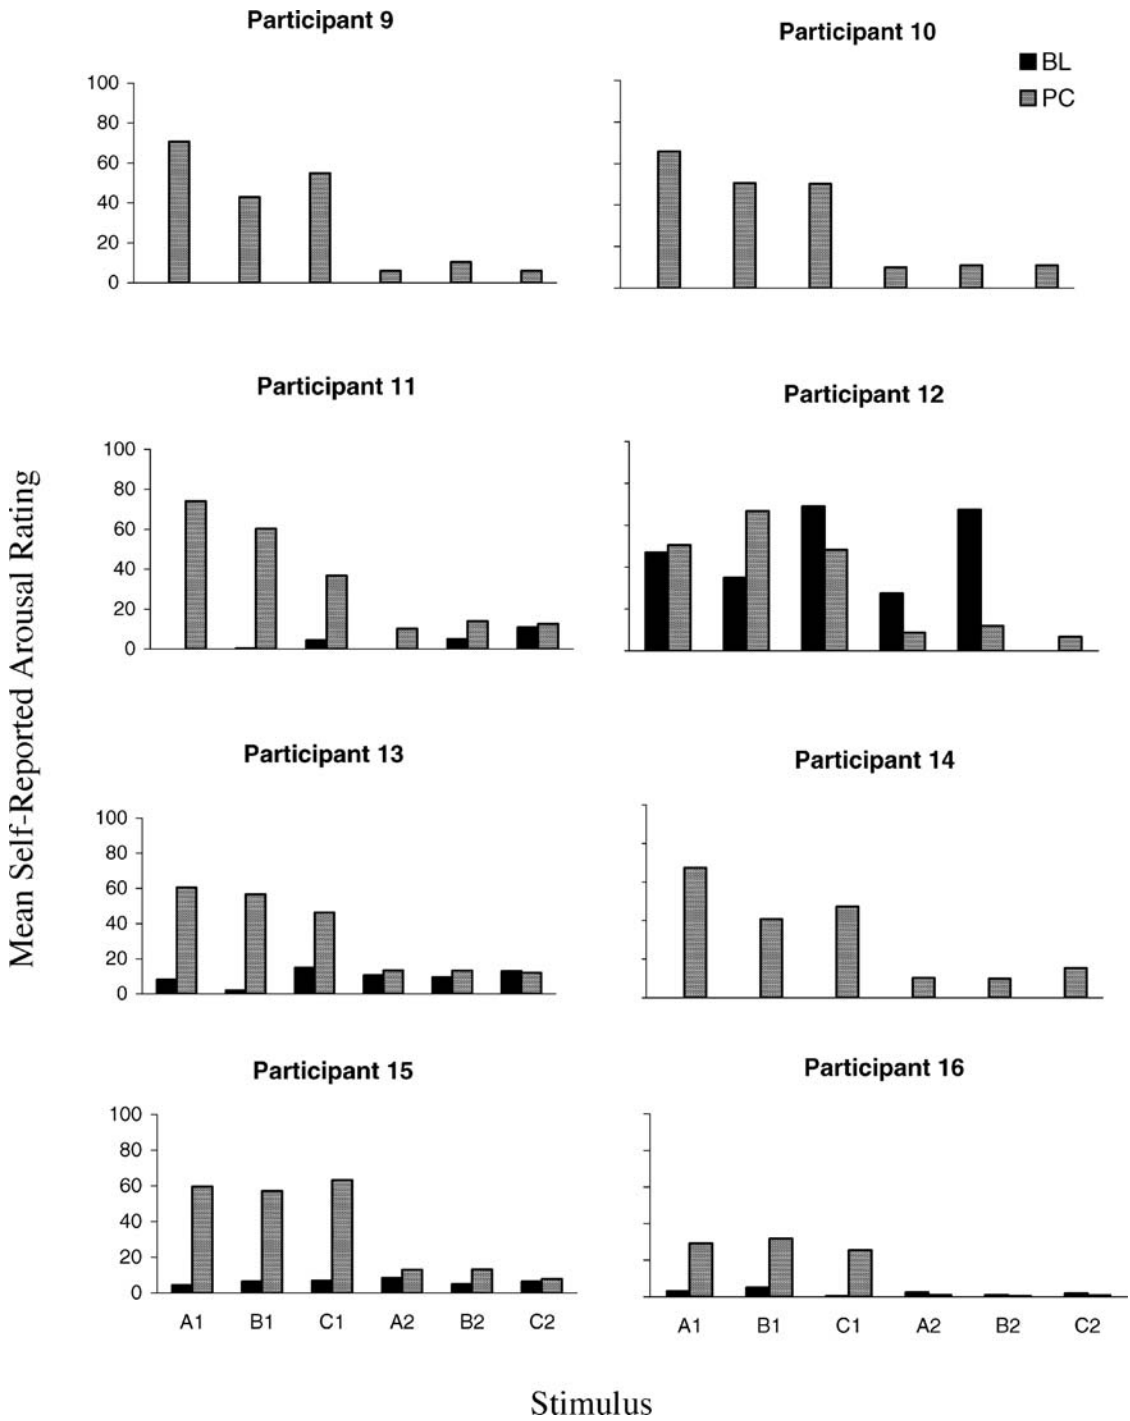 Participant 9
Participant 10
BL
PC
100
80
60
40
20
0
Participant 11
Participant 12
100
80
60
40
20
0
Mean Self-Reported Arousal Rating
Participant 13
Participant 14
100
80
60
40
20
0
Participant 15
Participant 16
100
80
60
40
20
0
A1 B1 C1 A2 B2 C2
A1 B1 C1 A2 B2 C2
Stimulus